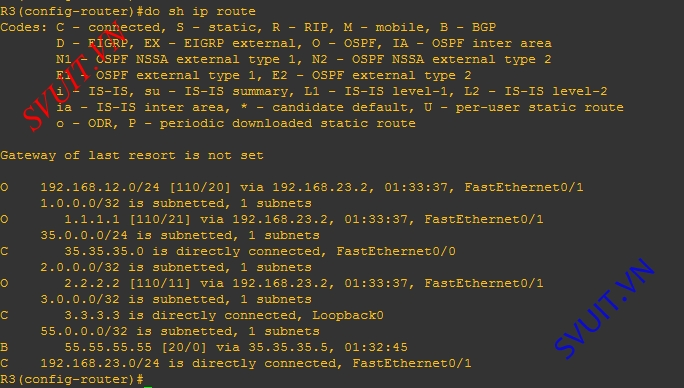 R3(config-router)#do sh ip route
Codes: C - connected, S - static, R - RIP, M - mobile, B - BGP
D - EIGRP, EX - EIGRP external, O - OSPF, IA - OSPF inter area
N1 - OSPF NSSA external type 1, N2 - OSPF NSSA external type 2
E1 - OSPF external type 1, E2 - OSPF external type 2
i - IS-IS, su - IS-IS summary, L1 - IS-IS level-1, L2 - IS-IS level-2
ia - IS-IS inter area, * - candidate default, U - per-user static route
o - ODR, P - periodic downloaded static route
Gateway of last resort is not set
O 192.168.12.0/24 [110/20] via 192.168.23.2, 01:33:37, FastEthernet0/1
1.0.0.0/32 is subnetted, 1 subnets
O 1.1.1.1 [110/21] via 192.168.23.2, 01:33:37, FastEthernet0/1
35.0.0.0/24 is subnetted, 1 subnets
C 35.35.35.0 is directly connected, FastEthernet0/0
2.0.0.0/32 is subnetted, 1 subnets
O 2.2.2.2 [110/11] via 192.168.23.2, 01:33:37, FastEthernet0/1
3.0.0.0/32 is subnetted, 1 subnets
C 3.3.3.3 is directly connected, Loopback0
55.0.0.0/32 is subnetted, 1 subnets
B 55.55.55.55 [20/0] via 35.35.35.5, 01:32:45
C 192.168.23.0/24 is directly connected, FastEthernet0/1
R3(config-router)#
SVUIT.VN
SVUIT.VN